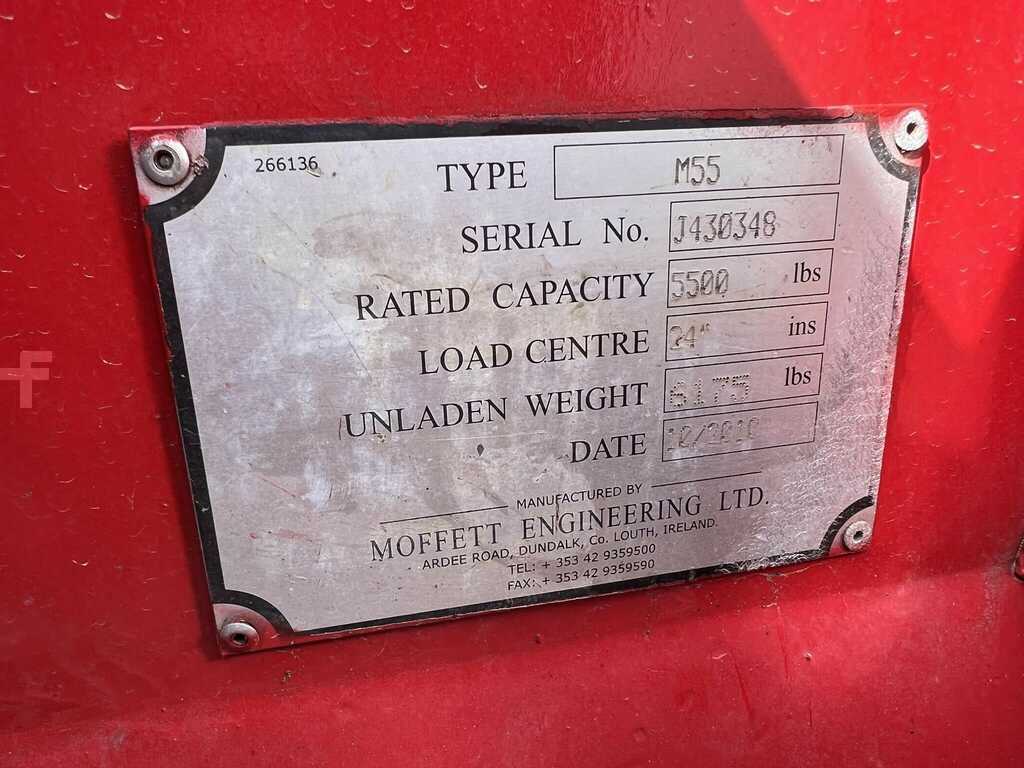 266136
TYPE M55
SERIAL No. J430348
RATED CAPACITY 5500 lbs
LOAD CENTRE 24" ins
UNLADEN WEIGHT 6175 lbs
DATE 10/2010
MANUFACTURED BY
MOFFETT ENGINEERING LTD.
ARDEE ROAD, DUNDALK, Co. LOUTH, IRELAND.
TEL: + 353 42 9359500
FAX: + 353 42 9359590